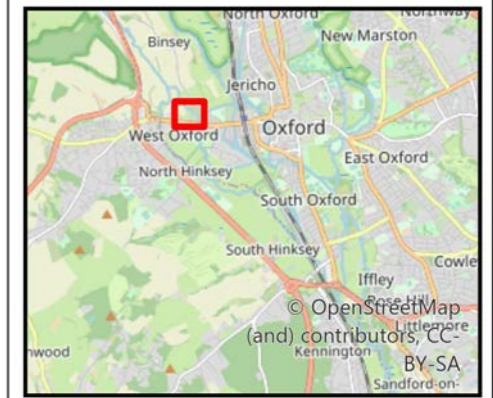 North Oxford
Northway
Binsey
New Marston
Jericho
West Oxford
Oxford
North Hinksey
East Oxford
South Oxford
South Hinksey
Cowle
Iffley
© OpenStreetMap
Rose Hill
(and) contributors, CC-
Littlemore
nwood
Kennington
BY-SA
Sandford-on-